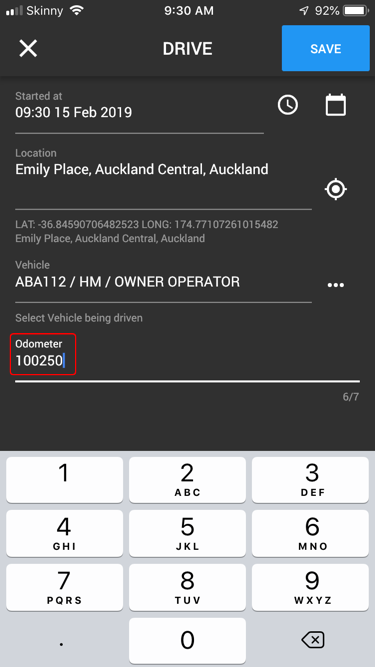 Skinny 9:30 AM 92%
DRIVE
SAVE
Started at
09:30 15 Feb 2019
Location
Emily Place, Auckland Central, Auckland
LAT: -36.84590706482523 LONG: 174.77107261015482
Emily Place, Auckland Central, Auckland
Vehicle
ABA112 / HM / OWNER OPERATOR
Select Vehicle being driven
Odometer
100250
6/7
1 2 3
ABC DEF
4 5 6
GHI JKL MNO
7 8 9
PQRS TUV WXYZ
. 0